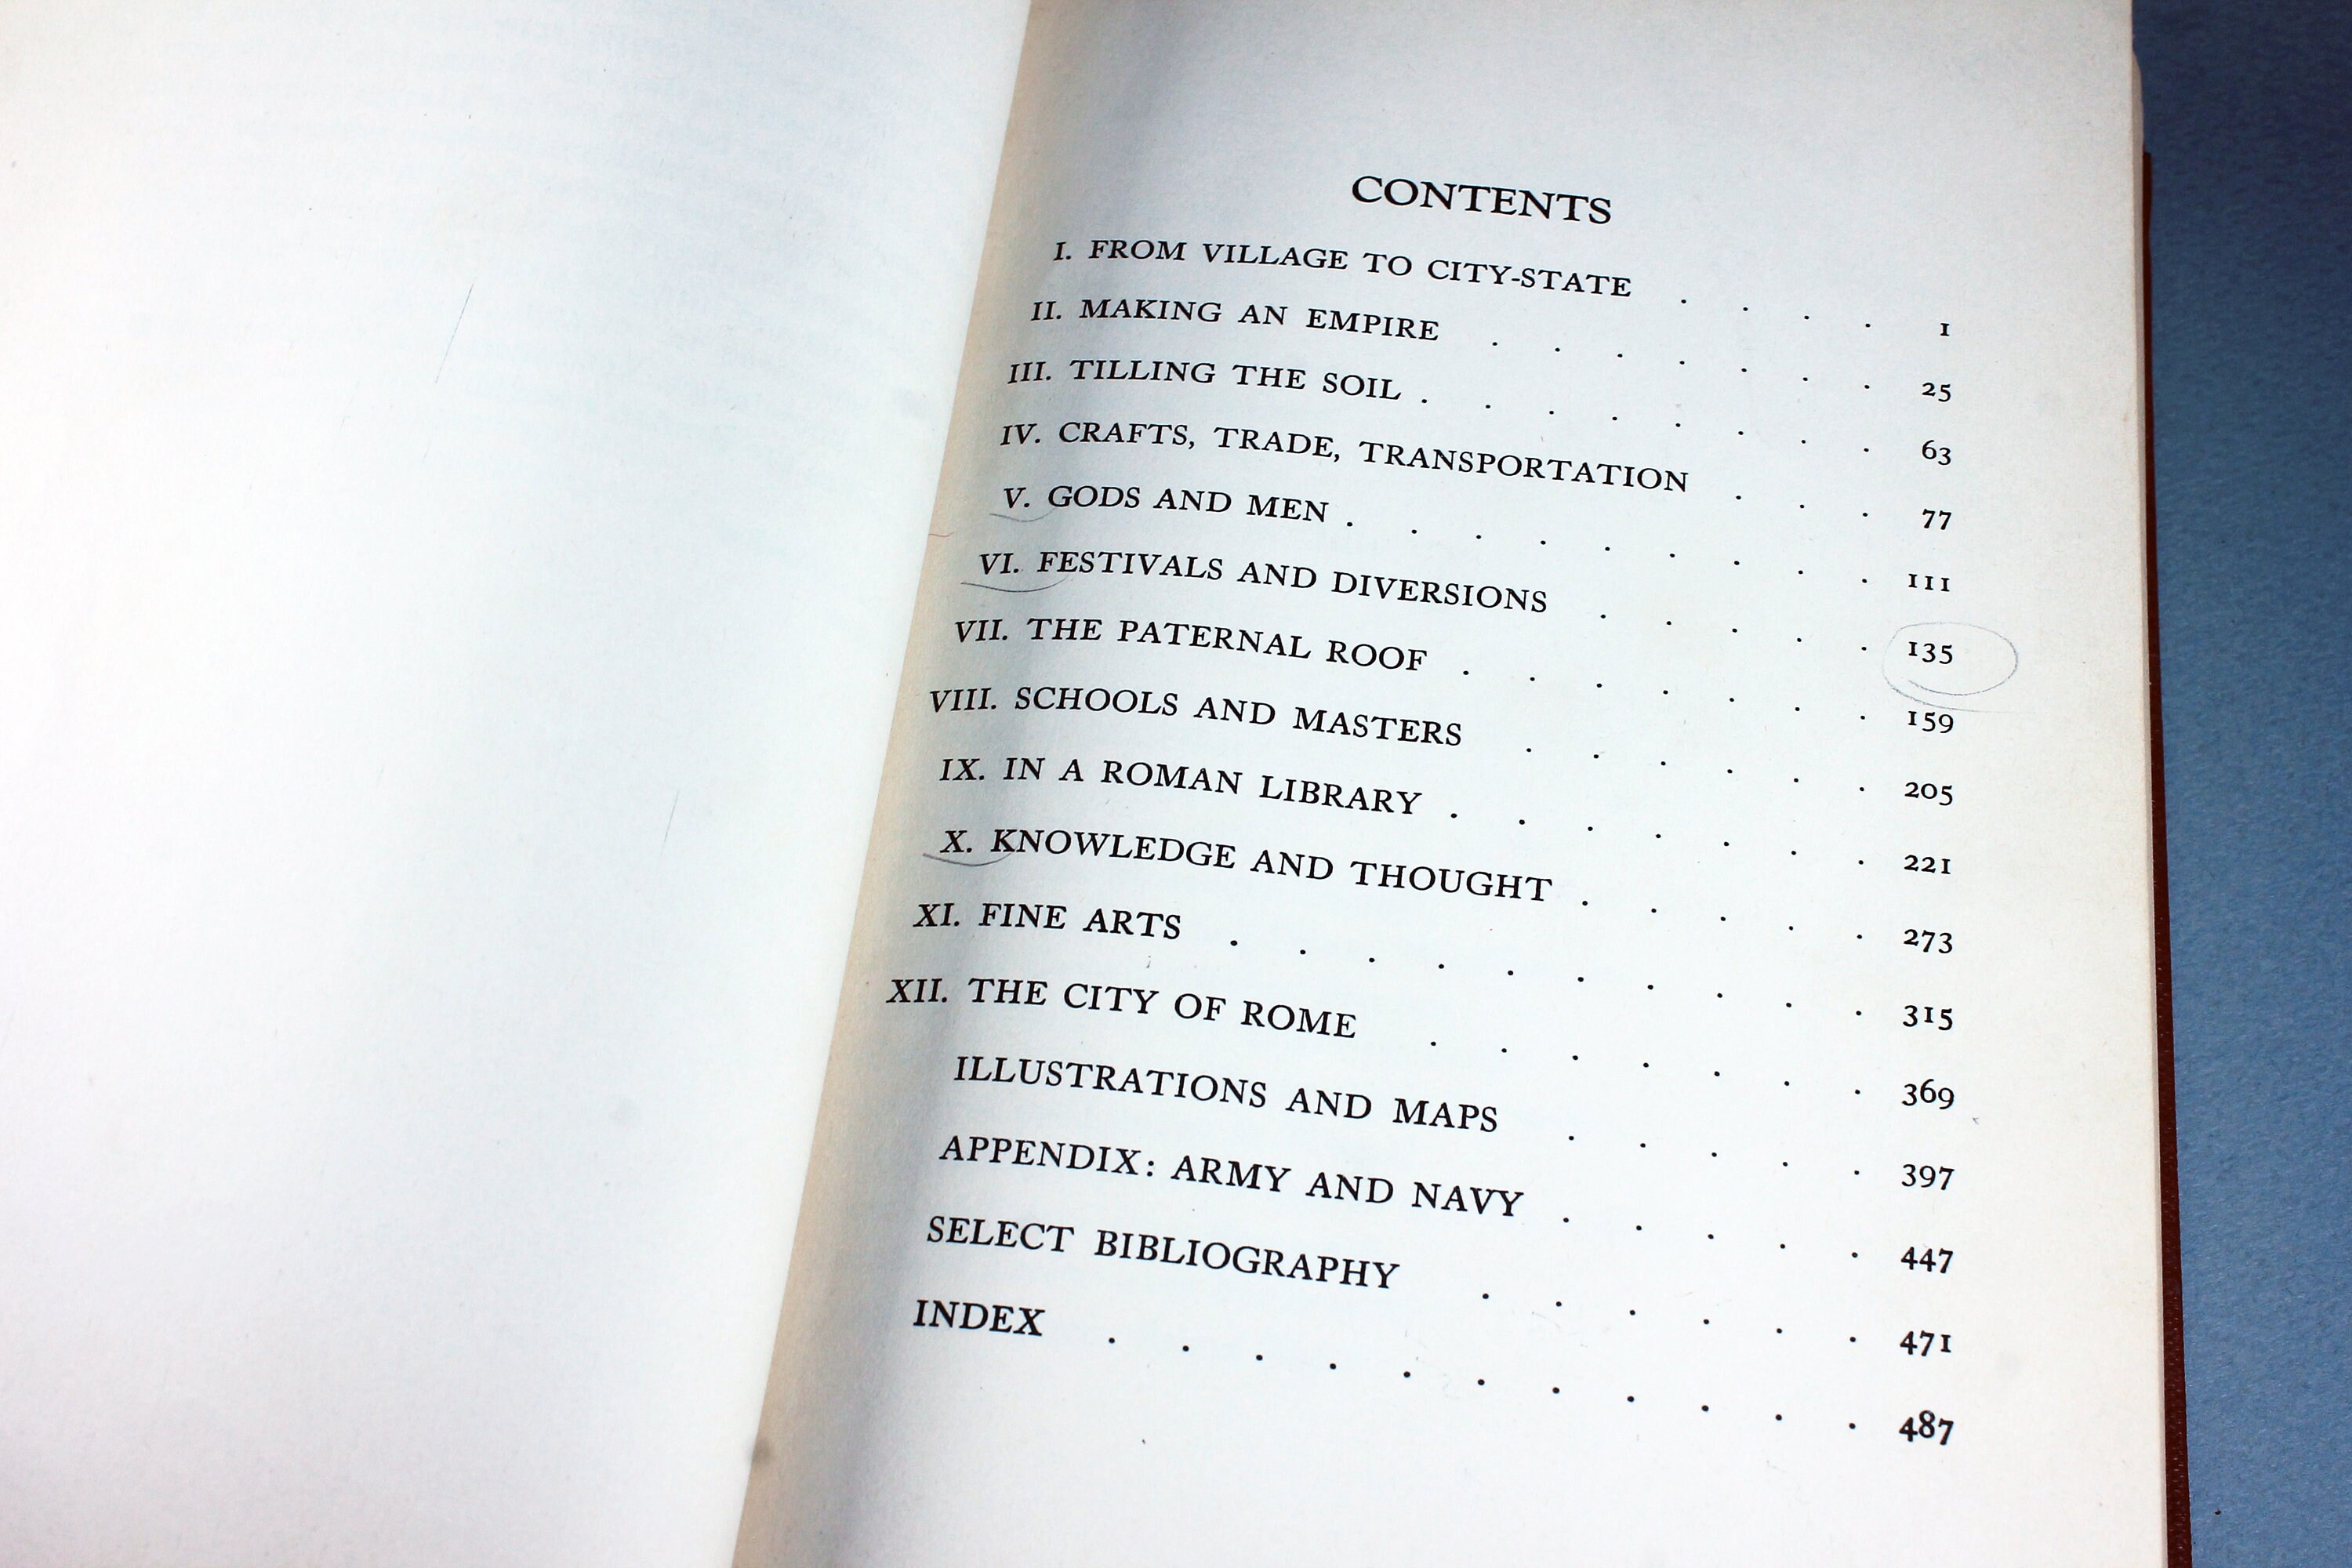 CONTENTS
I. FROM VILLAGE TO CITY-STATE . . . . 1
II. MAKING AN EMPIRE . . . . . . . 25
III. TILLING THE SOIL . . . . . . . . 63
IV. CRAFTS, TRADE, TRANSPORTATION . . . 77
V. GODS AND MEN . . . . . . . . . 111
VI. FESTIVALS AND DIVERSIONS . . . . . 135
VII. THE PATERNAL ROOF . . . . . . . 159
VIII. SCHOOLS AND MASTERS . . . . . . 205
IX. IN A ROMAN LIBRARY . . . . . . . 221
X. KNOWLEDGE AND THOUGHT . . . . . 273
XI. FINE ARTS . . . . . . . . . . 315
XII. THE CITY OF ROME . . . . . . . 369
ILLUSTRATIONS AND MAPS . . . . . 397
APPENDIX: ARMY AND NAVY . . . . . 447
SELECT BIBLIOGRAPHY . . . . . . 471
INDEX . . . . . . . . . . . 487